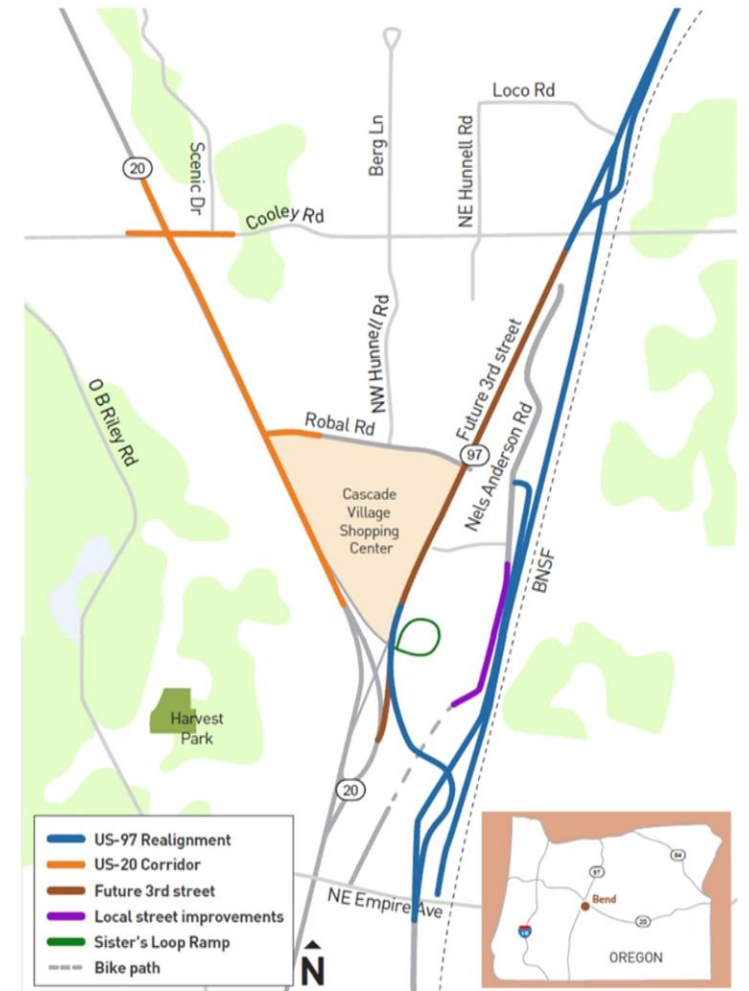 Loco Rd
20
Scenic Dr
Berg Ln
NE Hunnell Rd
Cooley Rd
NW Hunnell Rd
Future 3rd street
O B Riley Rd
Robal Rd
97
Nels Anderson Rd
Cascade
Village
Shopping
Center
BNSF
Harvest
Park
20
NE Empire Ave
N
US-97 Realignment
US-20 Corridor
Future 3rd street
Local street improvements
Sister's Loop Ramp
Bike path
84
97
Bend
20
OREGON